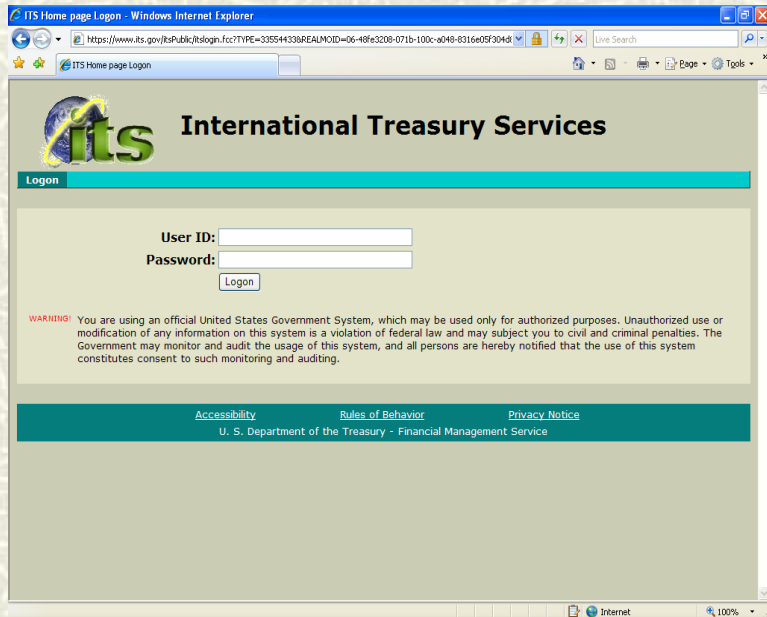 ITS Home page Logon - Windows Internet Explorer
https://www.its.gov/itsPublic/itslogin.fcc?TYPE=33554433&REALMOID=06-48fe3208-071b-100c-a048-8316e05f304d&
Live Search
ITS Home page Logon
Page
Tools
its
International Treasury Services
Logon
User ID:
Password:
Logon
WARNING! You are using an official United States Government System, which may be used only for authorized purposes. Unauthorized use or
modification of any information on this system is a violation of federal law and may subject you to civil and criminal penalties. The
Government may monitor and audit the usage of this system, and all persons are hereby notified that the use of this system
constitutes consent to such monitoring and auditing.
Accessibility Rules of Behavior Privacy Notice
U. S. Department of the Treasury - Financial Management Service
Internet 100%